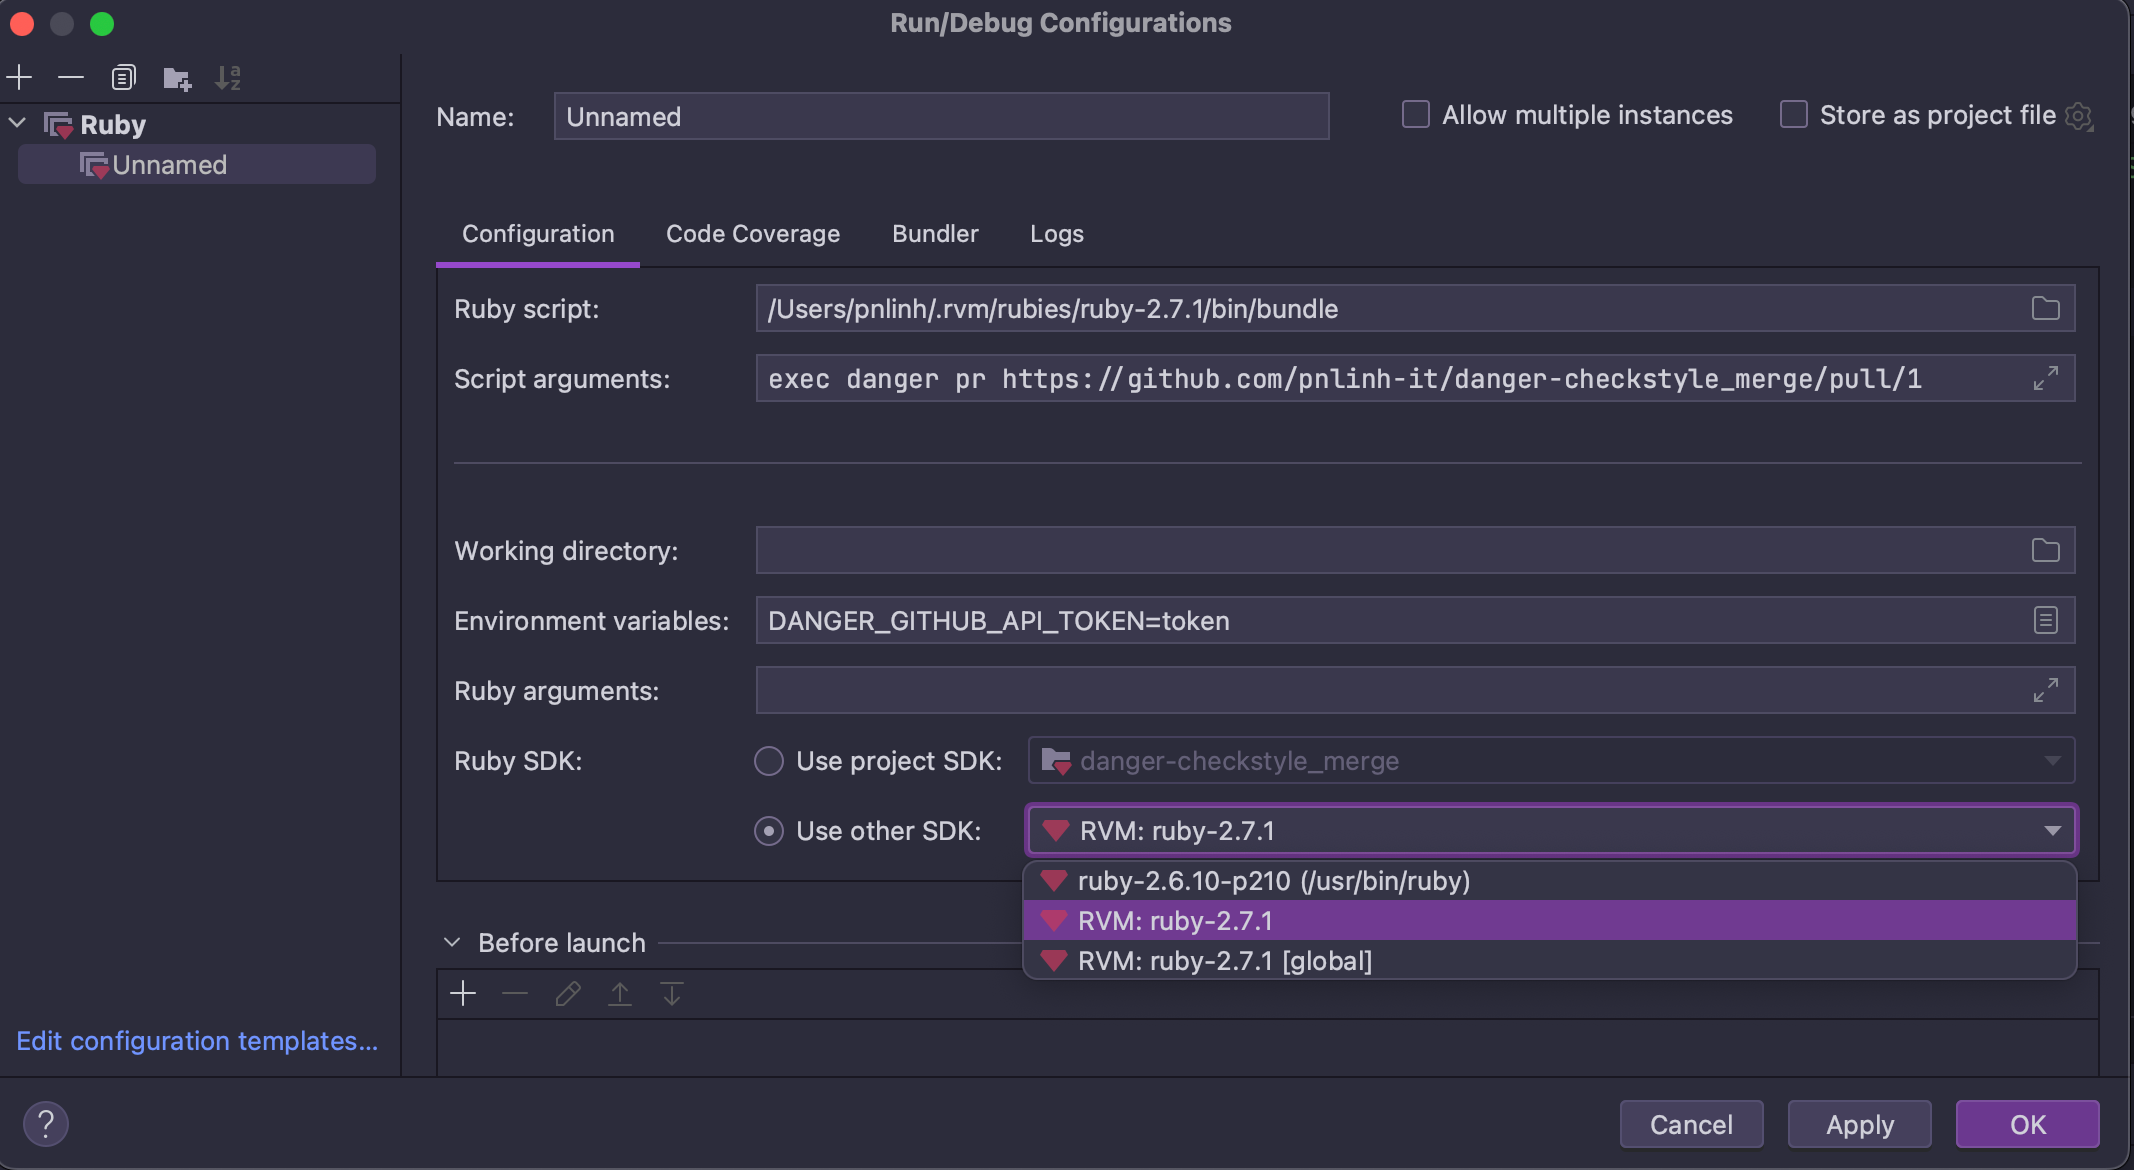 Run/Debug Configurations
Ruby
Unnamed
Edit configuration templates...
Name:
Unnamed
Allow multiple instances
Store as project file
Configuration
Code Coverage
Bundler
Logs
Ruby script:
/Users/pnlinh/.rvm/rubies/ruby-2.7.1/bin/bundle
Script arguments:
exec danger pr https://github.com/pnlinh-it/danger-checkstyle_merge/pull/1
Working directory:
Environment variables:
DANGER_GITHUB_API_TOKEN=token
Ruby arguments:
Ruby SDK:
Use project SDK:
danger-checkstyle_merge
Use other SDK:
RVM: ruby-2.7.1
ruby-2.6.10-p210 (/usr/bin/ruby)
RVM: ruby-2.7.1
RVM: ruby-2.7.1 [global]
Before launch
?
Cancel
Apply
OK